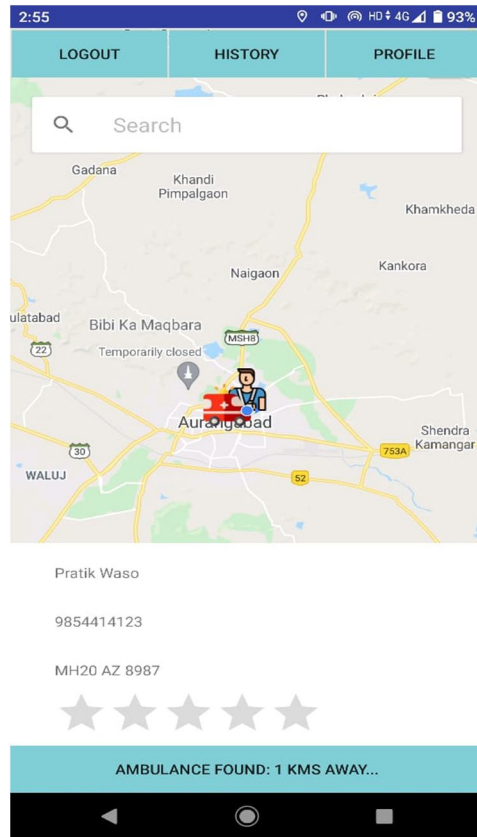 2:55 HD 4G 93%
LOGOUT HISTORY PROFILE
Search
Gadana
Khandi
Pimpalgaon
Khamkheda
Naigaon
Kankora
ulatabad
Bibi Ka Maqbara
MSH8
22
Temporarily closed
Aurangabad
Shendra
Kamangar
30
753A
WALUJ
52
Pratik Waso
9854414123
MH20 AZ 8987
AMBULANCE FOUND: 1 KMS AWAY...